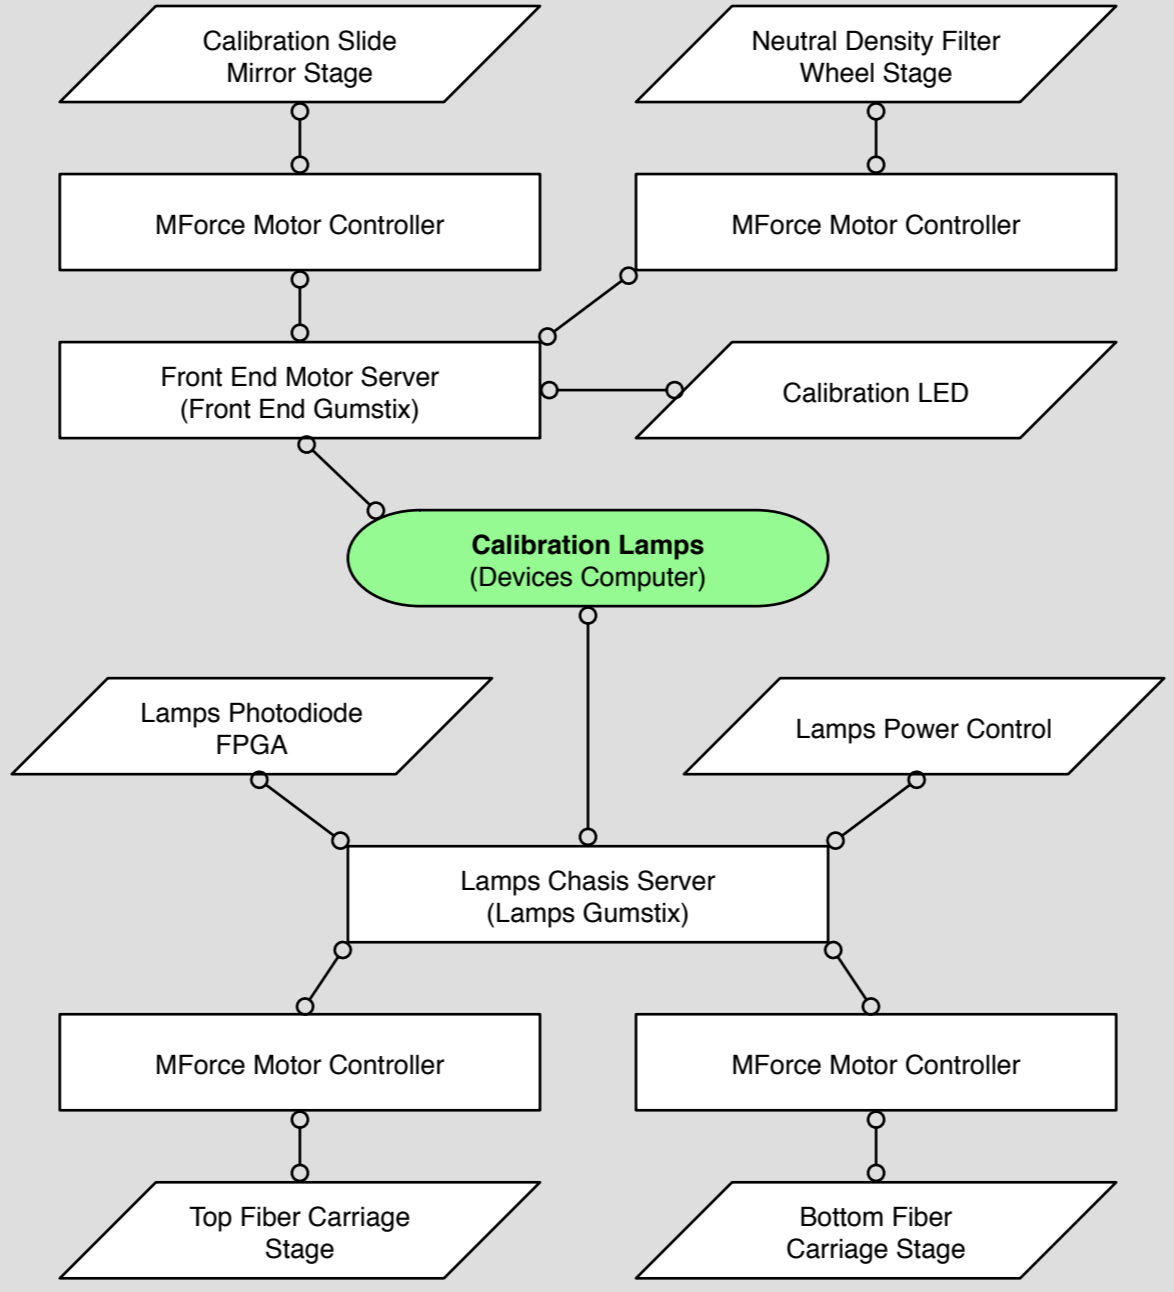 Calibration Slide
Mirror Stage
Neutral Density Filter
Wheel Stage
MForce Motor Controller
MForce Motor Controller
Front End Motor Server
(Front End Gumstix)
Calibration LED
Calibration Lamps
(Devices Computer)
Lamps Photodiode
FPGA
Lamps Power Control
Lamps Chasis Server
(Lamps Gumstix)
MForce Motor Controller
MForce Motor Controller
Top Fiber Carriage
Stage
Bottom Fiber
Carriage Stage